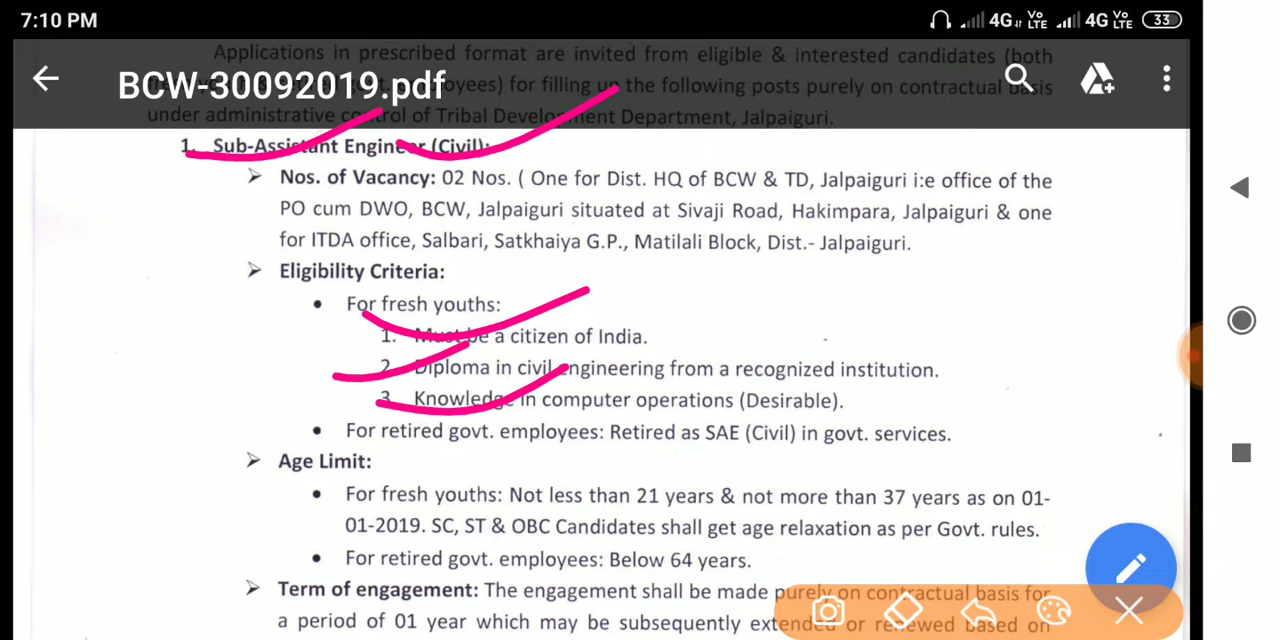 7:10 PM 4G Vo LTE 4G Vo LTE 33
Applications in prescribed format are invited from eligible & interested candidates (both
BCW-30092019.pdf
employees) for filling up the following posts purely on contractual basis
under administrative control of Tribal Development Department, Jalpaiguri.
1. Sub-Assistant Engineer (Civil):
➢ Nos. of Vacancy: 02 Nos. ( One for Dist. HQ of BCW & TD, Jalpaiguri i:e office of the
PO cum DWO, BCW, Jalpaiguri situated at Sivaji Road, Hakimpara, Jalpaiguri & one
for ITDA office, Salbari, Satkhaiya G.P., Matilali Block, Dist.- Jalpaiguri.
➢ Eligibility Criteria:
• For fresh youths:
1. Must be a citizen of India.
2. Diploma in civil engineering from a recognized institution.
3. Knowledge in computer operations (Desirable).
• For retired govt. employees: Retired as SAE (Civil) in govt. services.
➢ Age Limit:
• For fresh youths: Not less than 21 years & not more than 37 years as on 01-
01-2019. SC, ST & OBC Candidates shall get age relaxation as per Govt. rules.
• For retired govt. employees: Below 64 years.
➢ Term of engagement: The engagement shall be made purely on contractual basis for
a period of 01 year which may be subsequently extended or renewed based on